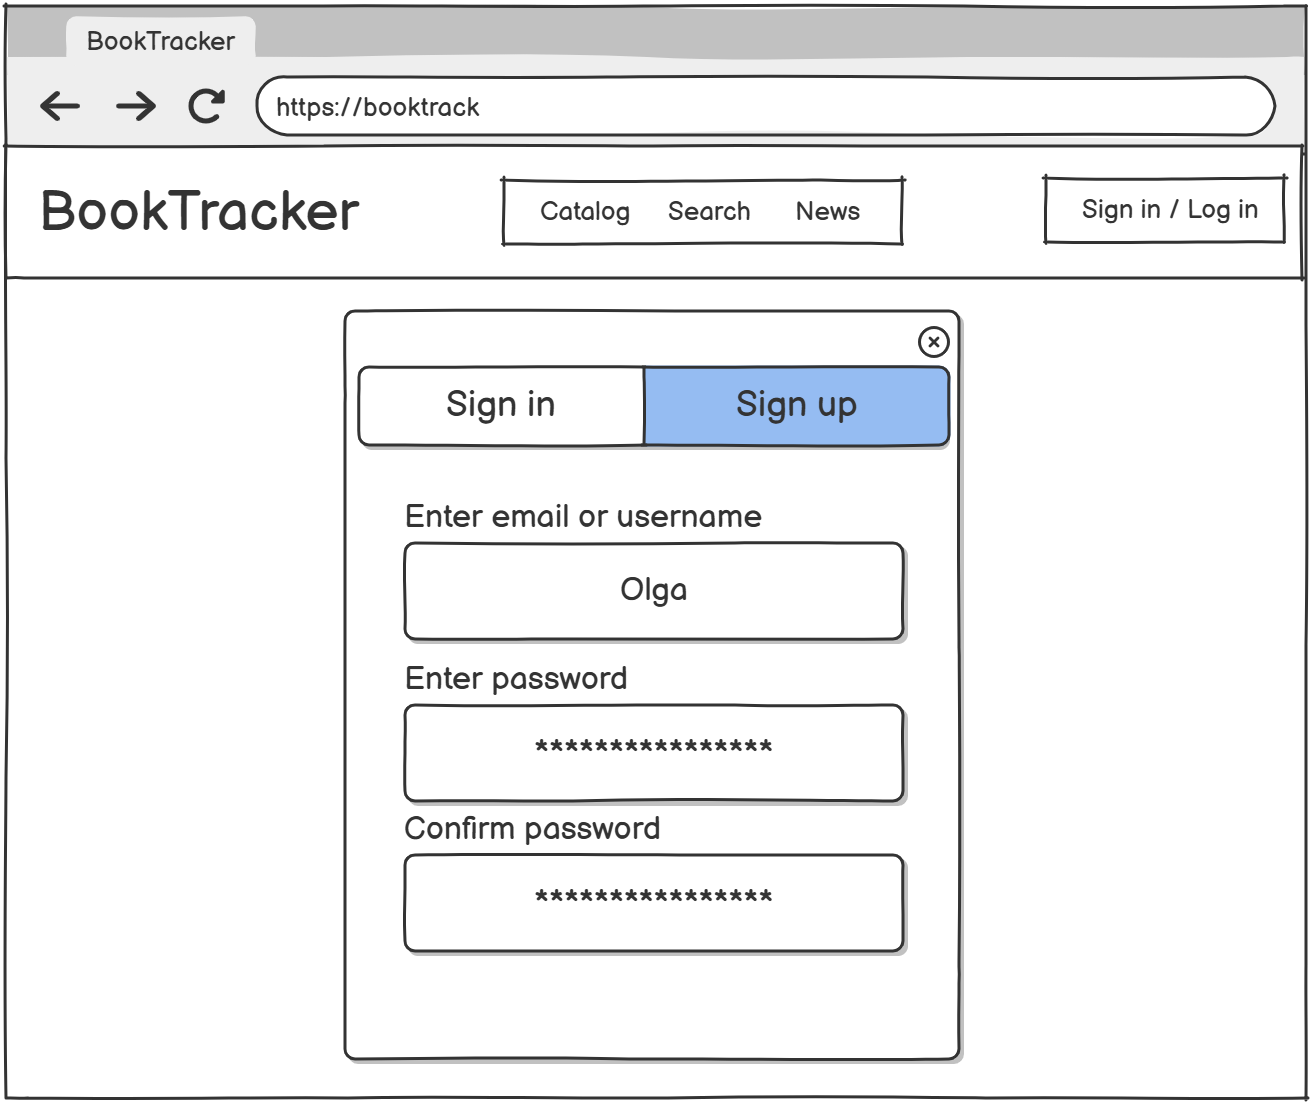 BookTracker
https://booktrack
BookTracker
Catalog Search News
Sign in / Log in
Sign in
Sign up
Enter email or username
Olga
Enter password
****************
Confirm password
****************